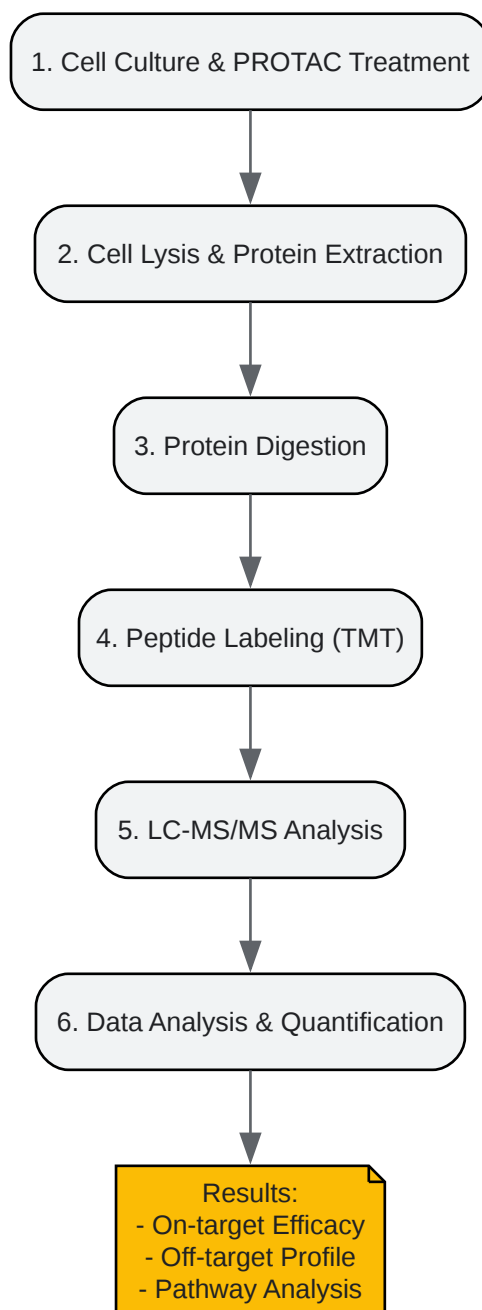 1. Cell Culture & PROTAC Treatment
2. Cell Lysis & Protein Extraction
3. Protein Digestion
4. Peptide Labeling (TMT)
5. LC-MS/MS Analysis
6. Data Analysis & Quantification
Results:
- On-target Efficacy
- Off-target Profile
- Pathway Analysis